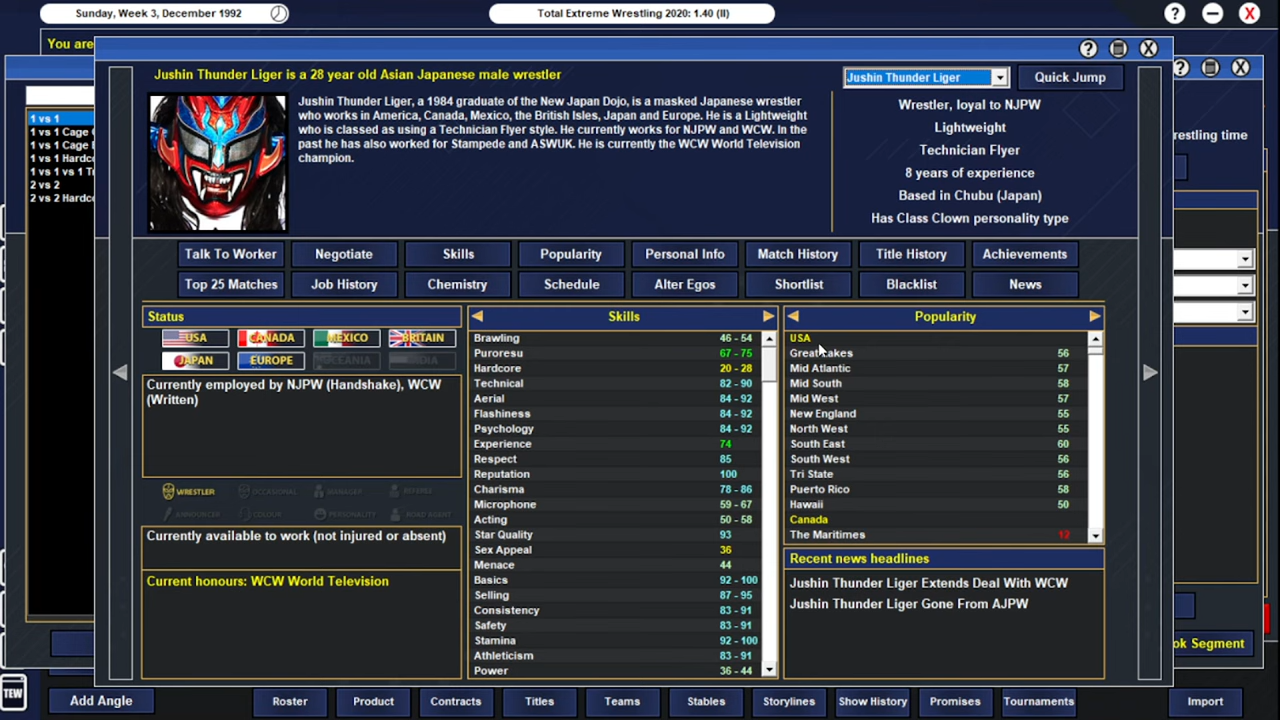 Sunday, Week 3, December 1992
Total Extreme Wrestling 2020: 1.40 (II)
?
X
You are
?
X
?
X
Jushin Thunder Liger is a 28 year old Asian Japanese male wrestler
Jushin Thunder Liger
Quick Jump
Jushin Thunder Liger, a 1984 graduate of the New Japan Dojo, is a masked Japanese wrestler
who works in America, Canada, Mexico, the British Isles, Japan and Europe. He is a Lightweight
who is classed as using a Technician Flyer style. He currently works for NJPW and WCW. In the
past he has also worked for Stampede and ASWUK. He is currently the WCW World Television
champion.
Wrestler, loyal to NJPW
Lightweight
Technician Flyer
8 years of experience
Based in Chubu (Japan)
Has Class Clown personality type
1 vs 1
1 vs 1 Cage
1 vs 1 Cage
1 vs 1 Hardc
1 vs 1 vs 1 T
2 vs 2
2 vs 2 Hardc
restling time
Talk To Worker
Negotiate
Skills
Popularity
Personal Info
Match History
Title History
Achievements
Top 25 Matches
Job History
Chemistry
Schedule
Alter Egos
Shortlist
Blacklist
News
Status
USA
CANADA
MEXICO
BRITAIN
JAPAN
EUROPE
OCEANIA
INDIA
Currently employed by NJPW (Handshake), WCW
(Written)
WRESTLER
OCCASIONAL
MANAGER
REFEREE
ANNOUNCER
COLOUR
PERSONALITY
ROAD AGENT
Currently available to work (not injured or absent)
Current honours: WCW World Television
Skills
Brawling 46 - 54
Puroresu 67 - 75
Hardcore 20 - 28
Technical 82 - 90
Aerial 84 - 92
Flashiness 84 - 92
Psychology 84 - 92
Experience 74
Respect 85
Reputation 100
Charisma 78 - 86
Microphone 59 - 67
Acting 50 - 58
Star Quality 93
Sex Appeal 36
Menace 44
Basics 92 - 100
Selling 87 - 95
Consistency 83 - 91
Safety 83 - 91
Stamina 92 - 100
Athleticism 83 - 91
Power 36 - 44
Popularity
USA
Great Lakes 56
Mid Atlantic 57
Mid South 58
Mid West 57
New England 55
North West 55
South East 60
South West 56
Tri State 56
Puerto Rico 58
Hawaii 50
Canada
The Maritimes 12
Recent news headlines
Jushin Thunder Liger Extends Deal With WCW
Jushin Thunder Liger Gone From AJPW
ok Segment
TEW
Add Angle
Roster
Product
Contracts
Titles
Teams
Stables
Storylines
Show History
Promises
Tournaments
Import